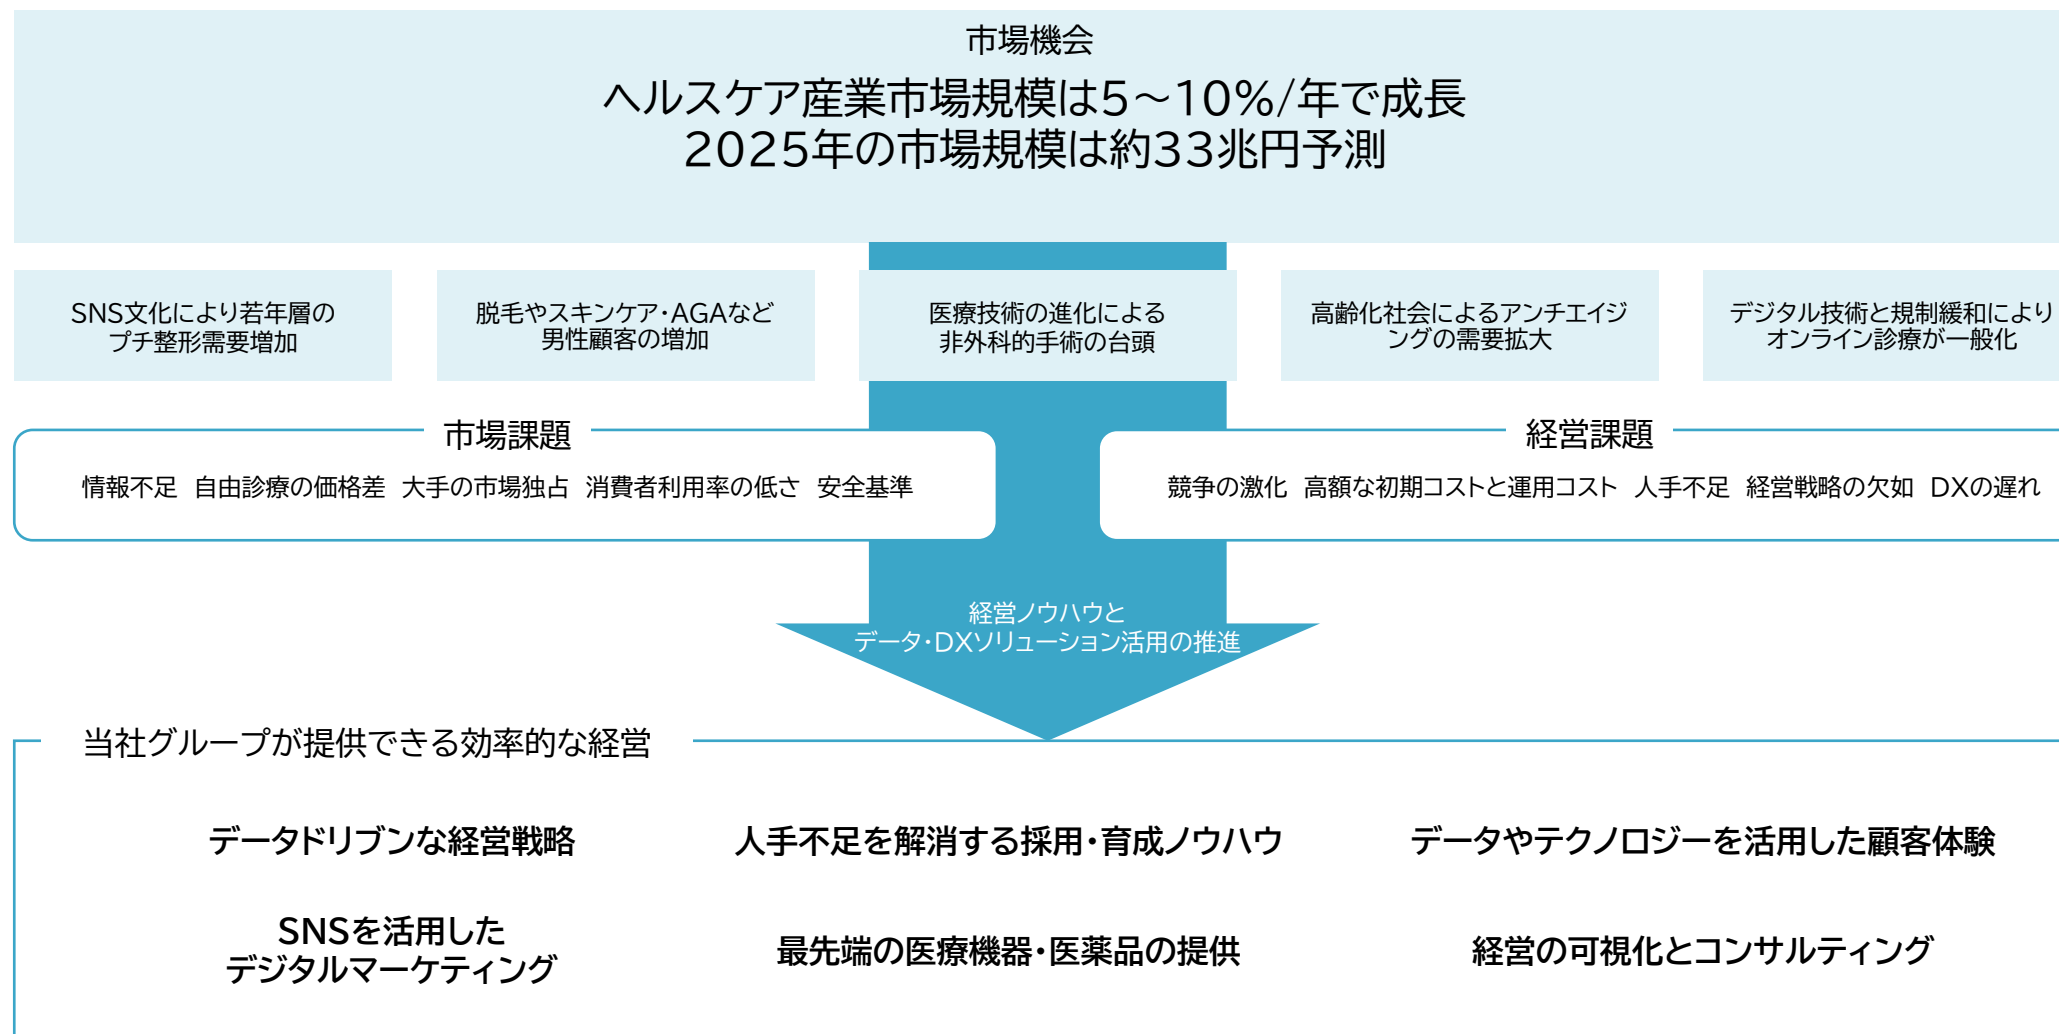 市場機会
ヘルスケア産業市場規模は5～10%/年で成長
2025年の市場規模は約33兆円予測
SNS文化により若年層の
プチ整形需要増加
脱毛やスキンケア・AGAなど
男性顧客の増加
医療技術の進化による
非外科的手術の台頭
高齢化社会によるアンチエイジ
ングの需要拡大
デジタル技術と規制緩和により
オンライン診療が一般化
市場課題
情報不足 自由診療の価格差 大手の市場独占 消費者利用率の低さ 安全基準
経営課題
競争の激化 高額な初期コストと運用コスト 人手不足 経営戦略の欠如 DXの遅れ
経営ノウハウと
データ・DXソリューション活用の推進
当社グループが提供できる効率的な経営
データドリブンな経営戦略
人手不足を解消する採用・育成ノウハウ
データやテクノロジーを活用した顧客体験
SNSを活用した
デジタルマーケティング
最先端の医療機器・医薬品の提供
経営の可視化とコンサルティング